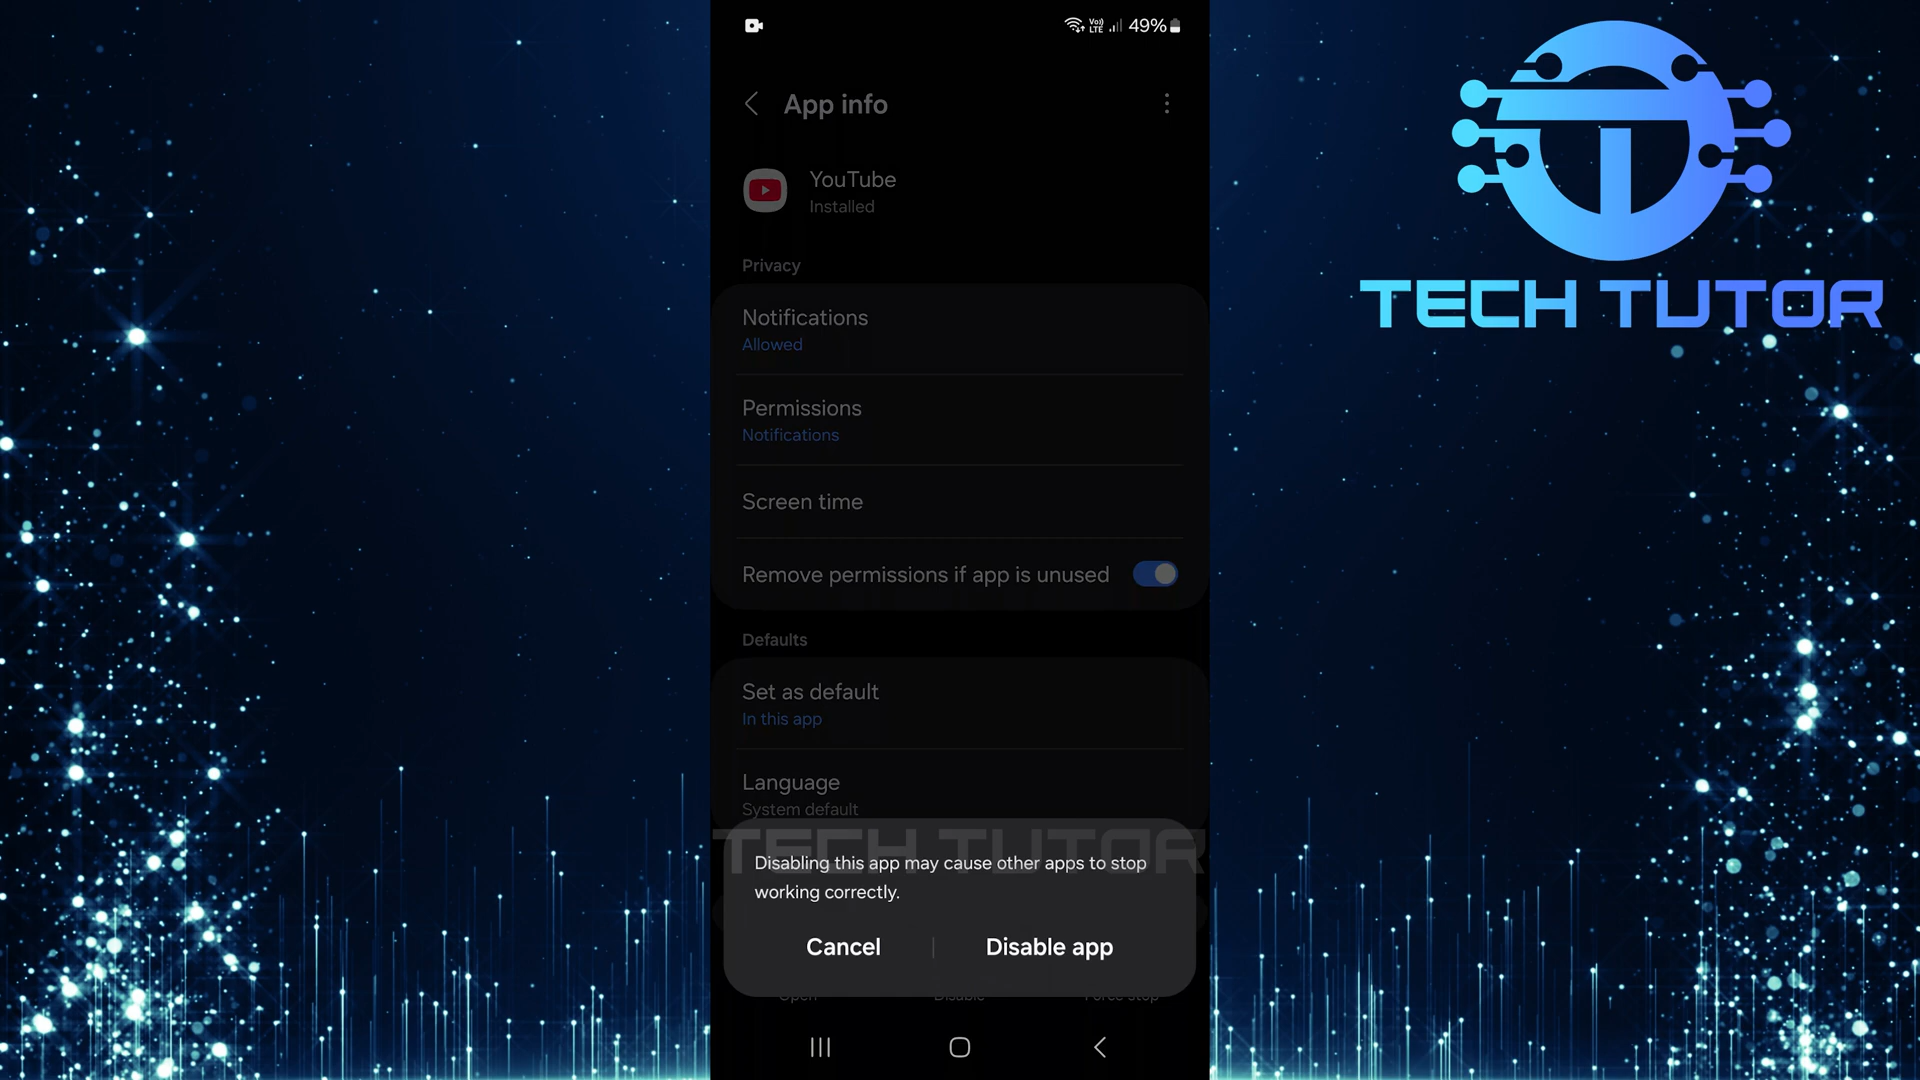 Vo))
LTE
49%
App info
YouTube
Installed
Privacy
Notifications
Allowed
Permissions
Notifications
Screen time
Remove permissions if app is unused
Defaults
Set as default
In this app
Language
System default
TECH TUTOR
Disabling this app may cause other apps to stop
working correctly.
Cancel
Disable app
Open
Disable
Force stop
TECH TUTOR